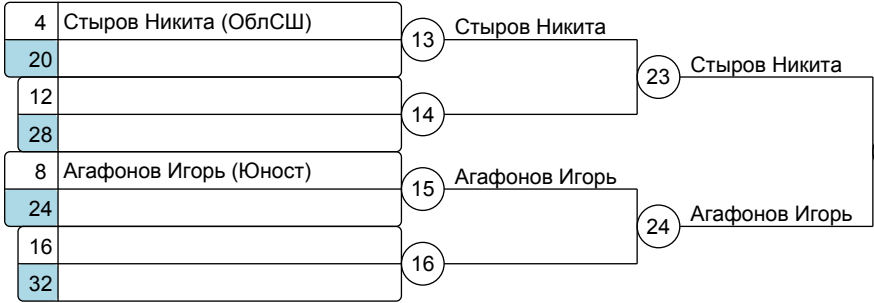 4 Стыров Никита (ОблСШ)
13 Стыров Никита
20
23 Стыров Никита
12
14
28
8 Агафонов Игорь (Юност)
15 Агафонов Игорь
24
24 Агафонов Игорь
16
16
32